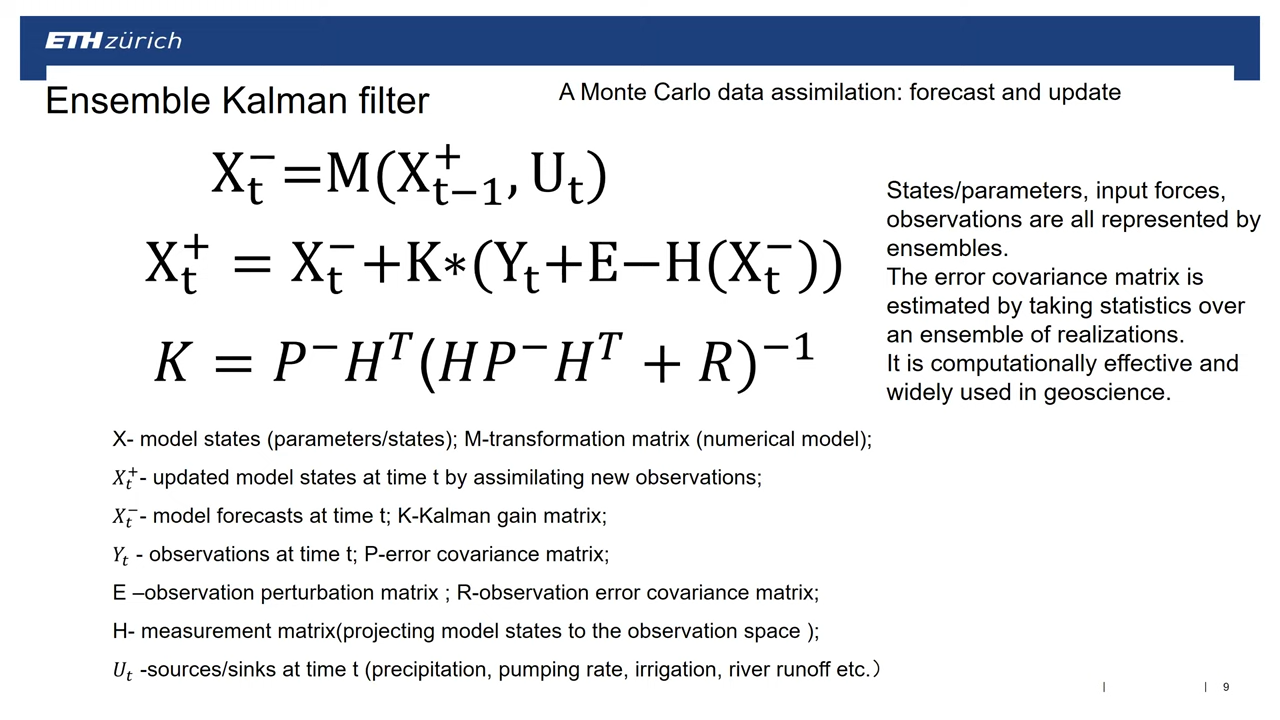 ETH zürich
Ensemble Kalman filter
A Monte Carlo data assimilation: forecast and update
X_t^-=M(X_{t-1}^+, U_t)
X_t^+ = X_t^-+K*(Y_t+E-H(X_t^-))
K = P^-H^T(HP^-H^T + R)^{-1}
States/parameters, input forces,
observations are all represented by
ensembles.
The error covariance matrix is
estimated by taking statistics over
an ensemble of realizations.
It is computationally effective and
widely used in geoscience.
X- model states (parameters/states); M-transformation matrix (numerical model);
X_t^+- updated model states at time t by assimilating new observations;
X_t^-- model forecasts at time t; K-Kalman gain matrix;
Y_t - observations at time t; P-error covariance matrix;
E –observation perturbation matrix ; R-observation error covariance matrix;
H- measurement matrix(projecting model states to the observation space );
U_t -sources/sinks at time t (precipitation, pumping rate, irrigation, river runoff etc.）
| | 9